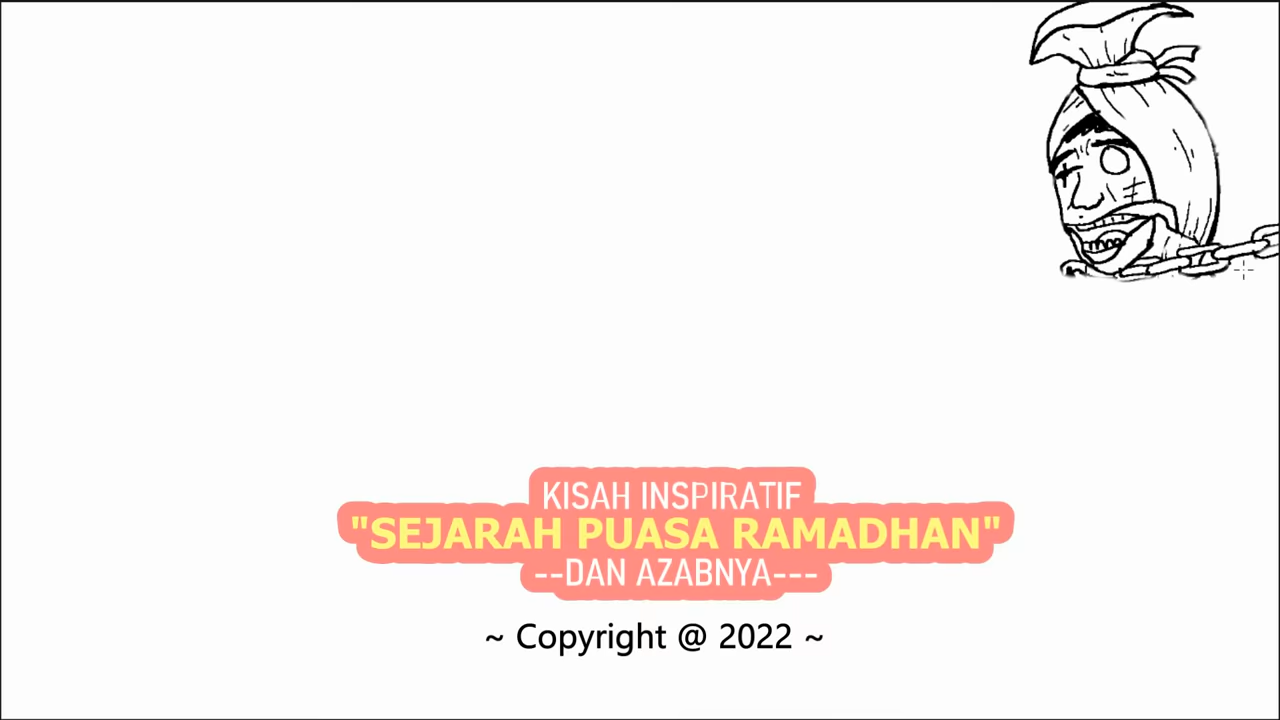 KISAH INSPIRATIF
"SEJARAH PUASA RAMADHAN"
--DAN AZABNYA---
~ Copyright @ 2022 ~